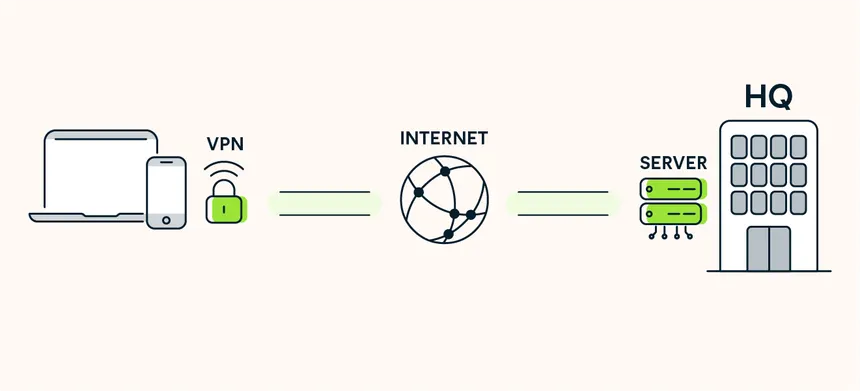 VPN
INTERNET
SERVER
HQ